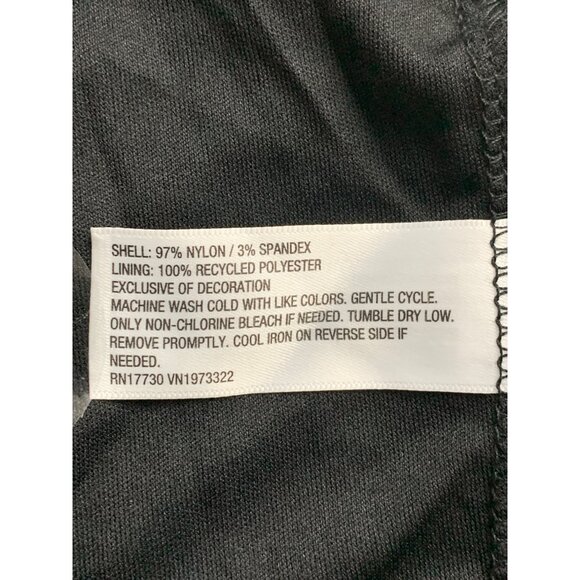 SHELL: 97% NYLON / 3% SPANDEX
LINING: 100% RECYCLED POLYESTER
EXCLUSIVE OF DECORATION
MACHINE WASH COLD WITH LIKE COLORS. GENTLE CYCLE.
ONLY NON-CHLORINE BLEACH IF NEEDED. TUMBLE DRY LOW.
REMOVE PROMPTLY. COOL IRON ON REVERSE SIDE IF
NEEDED.
RN17730 VN1973322